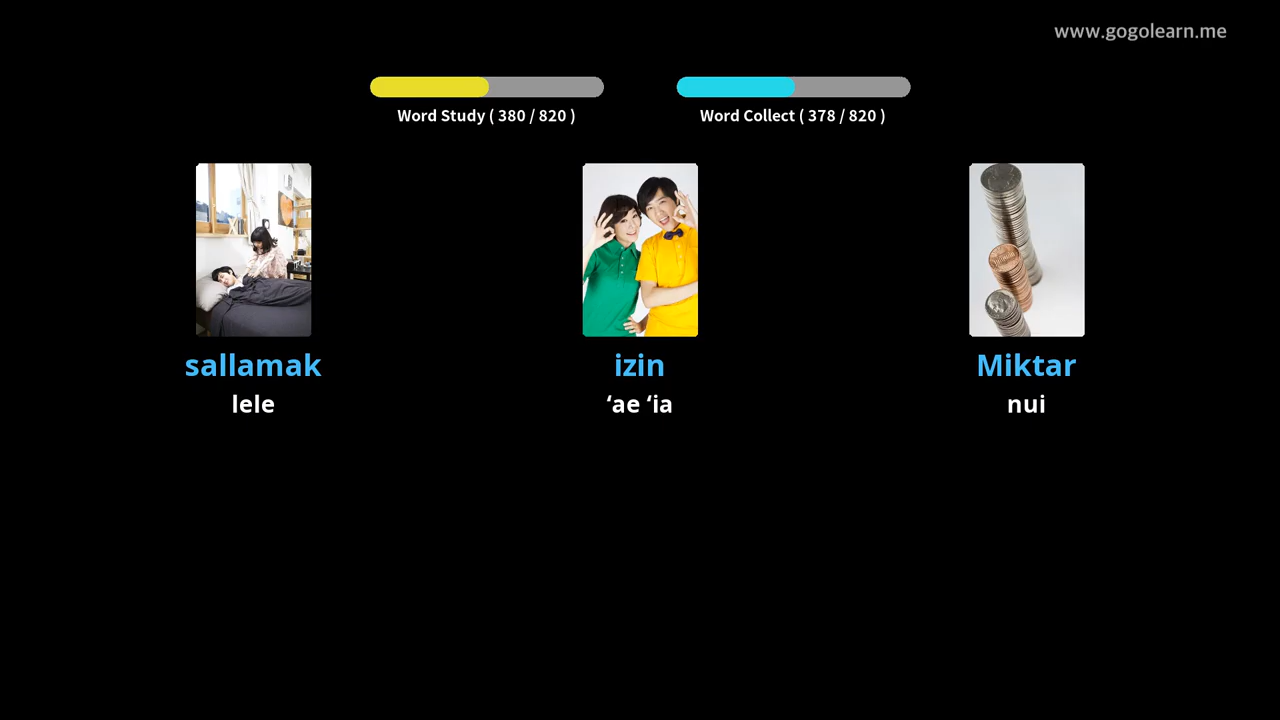 www.gogolearn.me
Word Study ( 380 / 820 )
Word Collect ( 378 / 820 )
sallamak
lele
izin
‘ae ‘ia
Miktar
nui